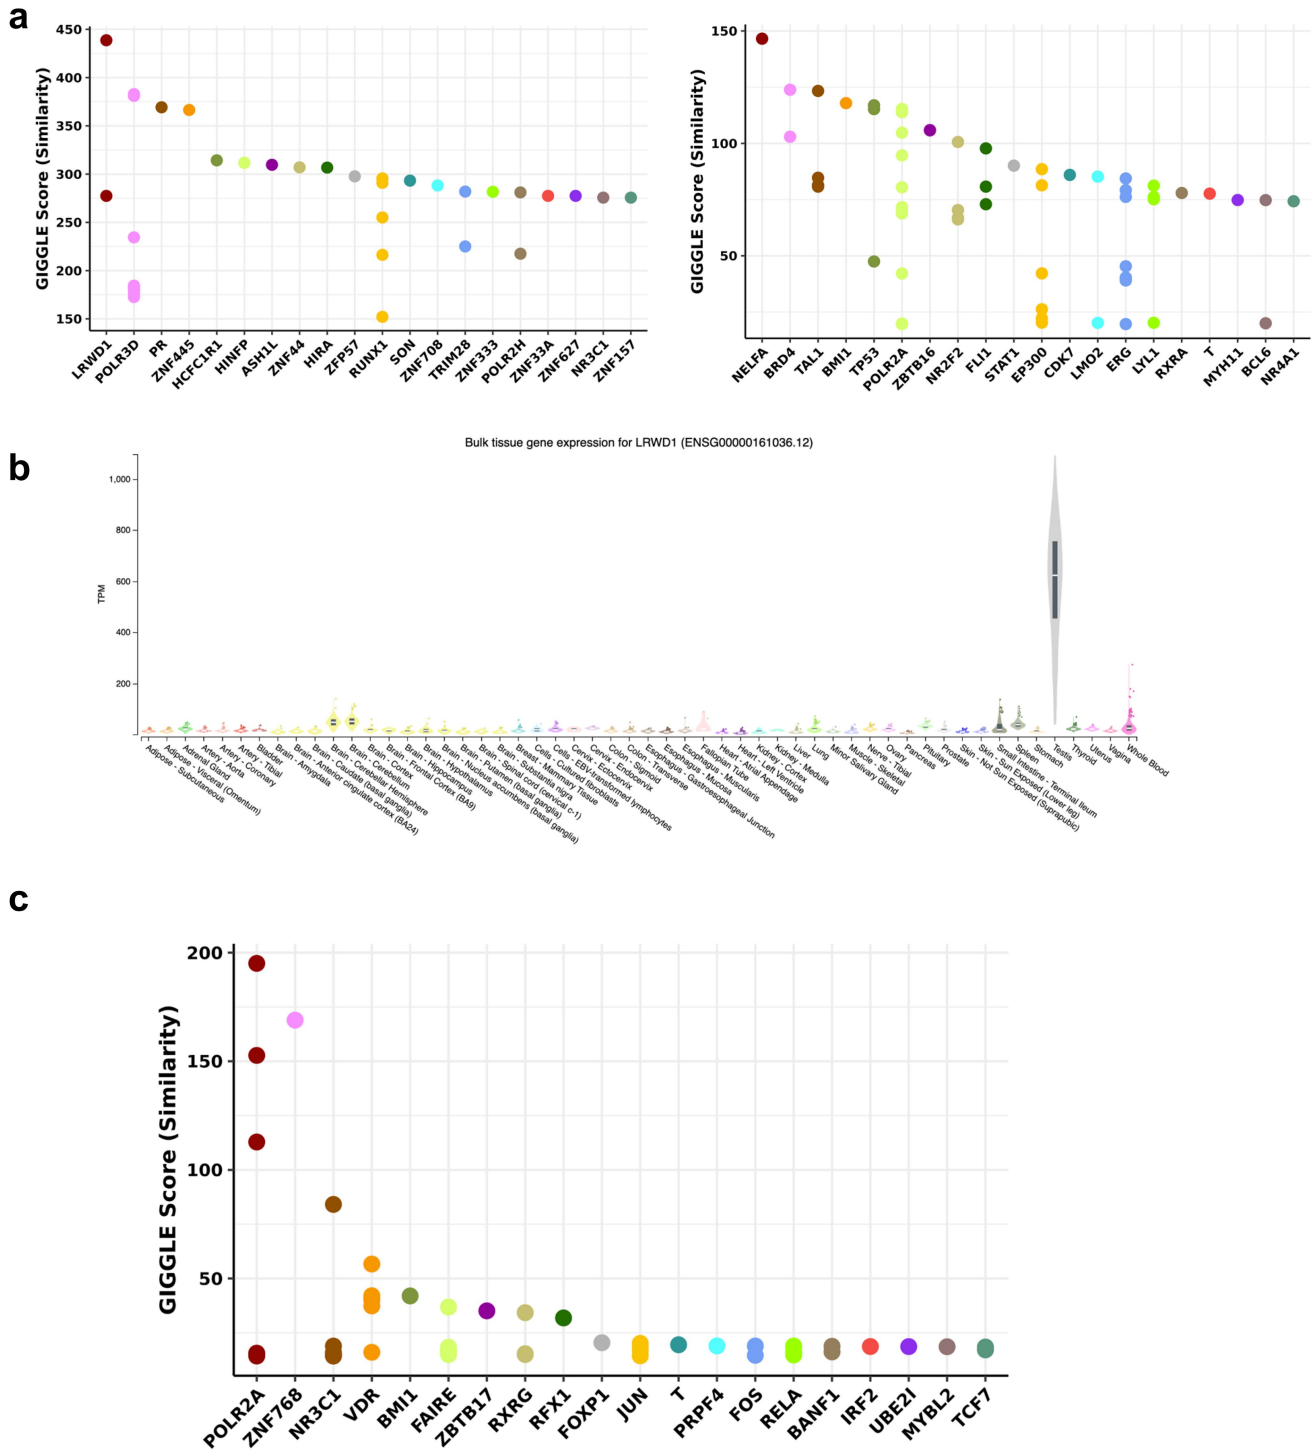 a
GIGGLE Score (Similarity)
450
400
350
300
250
200
150
LRWD1
POLR3D
PR
ZNF445
HCFC1R1
HINFP
ASH1L
ZNF44
HIRA
ZFP57
RUNX1
SON
ZNF708
TRIM28
ZNF333
POLR2H
ZNF33A
ZNF627
NR3C1
ZNF157
GIGGLE Score (Similarity)
150
100
50
NELFA
BRD4
TAL1
BMI1
TP53
POLR2A
ZBTB16
NR2F2
FLI1
STAT1
EP300
CDK7
LMO2
ERG
LYL1
RXRA
T
MYH11
BCL6
NR4A1
b
Bulk tissue gene expression for LRWD1 (ENSG00000161036.12)
TPM
1,000
800
600
400
200
Adipose - Subcutaneous
Adipose - Visceral (Omentum)
Adrenal Gland
Artery - Aorta
Artery - Coronary
Artery - Tibial
Bladder
Brain - Amygdala
Brain - Anterior cingulate cortex (BA24)
Brain - Caudate (basal ganglia)
Brain - Cerebellar Hemisphere
Brain - Cerebellum
Brain - Cortex
Brain - Frontal Cortex (BA9)
Brain - Hippocampus
Brain - Hypothalamus
Brain - Nucleus accumbens (basal ganglia)
Brain - Putamen (basal ganglia)
Brain - Spinal cord (cervical c-1)
Brain - Substantia nigra
Breast - Mammary Tissue
Cells - Cultured fibroblasts
Cells - EBV-transformed lymphocytes
Cervix - Ectocervix
Cervix - Endocervix
Colon - Sigmoid
Colon - Transverse
Esophagus - Gastroesophageal Junction
Esophagus - Mucosa
Esophagus - Muscularis
Fallopian Tube
Heart - Atrial Appendage
Heart - Left Ventricle
Kidney - Cortex
Kidney - Medulla
Liver
Lung
Minor Salivary Gland
Muscle - Skeletal
Nerve - Tibial
Ovary
Pancreas
Pituitary
Prostate
Skin - Not Sun Exposed (Suprapubic)
Skin - Sun Exposed (Lower leg)
Small Intestine - Terminal Ileum
Spleen
Stomach
Testis
Thyroid
Uterus
Vagina
Whole Blood
c
GIGGLE Score (Similarity)
200
150
100
50
POLR2A
ZNF768
NR3C1
VDR
BMI1
FAIRE
ZBTB17
RXRG
RFX1
FOXP1
JUN
T
PRPF4
FOS
RELA
BANF1
IRF2
UBE2I
MYBL2
TCF7